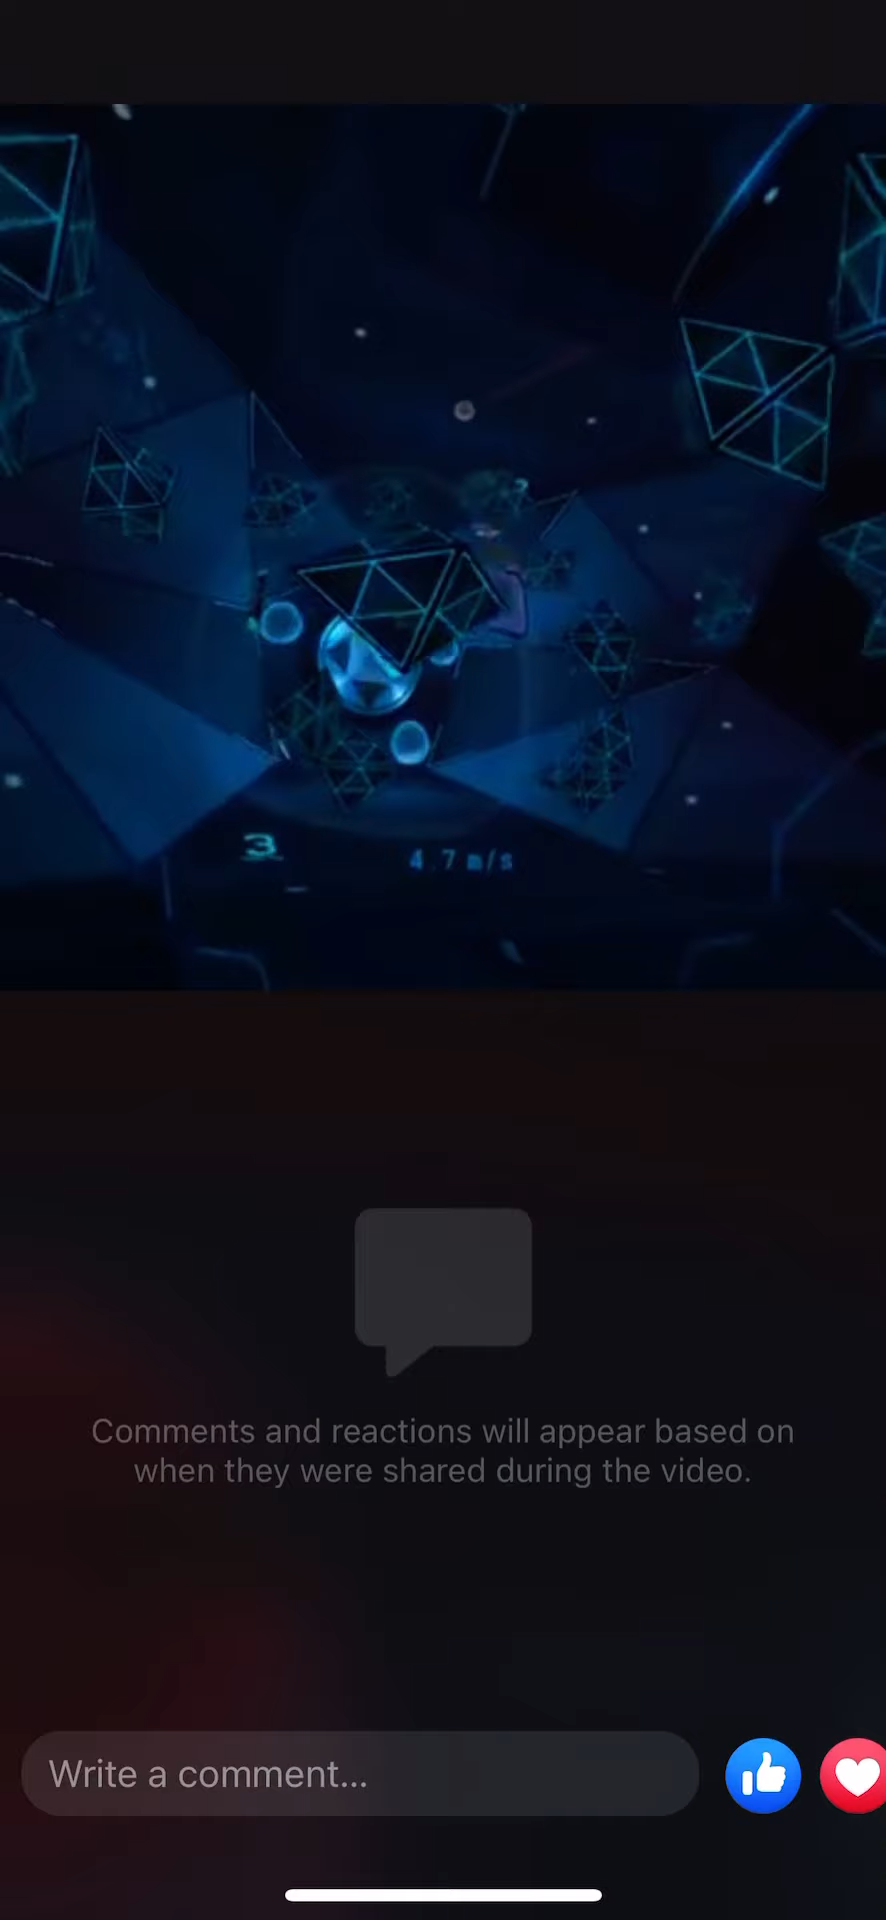 3
4.7 m/s
Comments and reactions will appear based on
when they were shared during the video.
Write a comment...